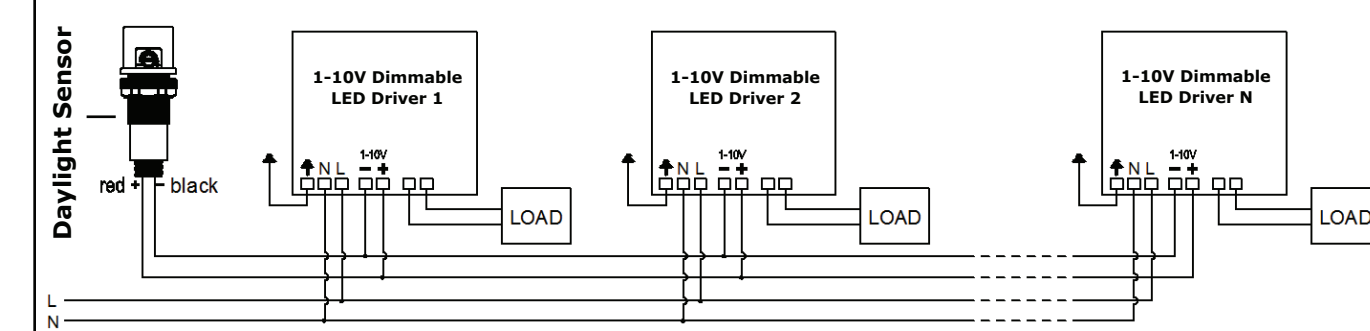 Daylight Sensor
red + - black
1-10V Dimmable
LED Driver 1
N L
1-10V
- +
LOAD
1-10V Dimmable
LED Driver 2
N L
1-10V
- +
LOAD
1-10V Dimmable
LED Driver N
N L
1-10V
- +
LOAD
L
N